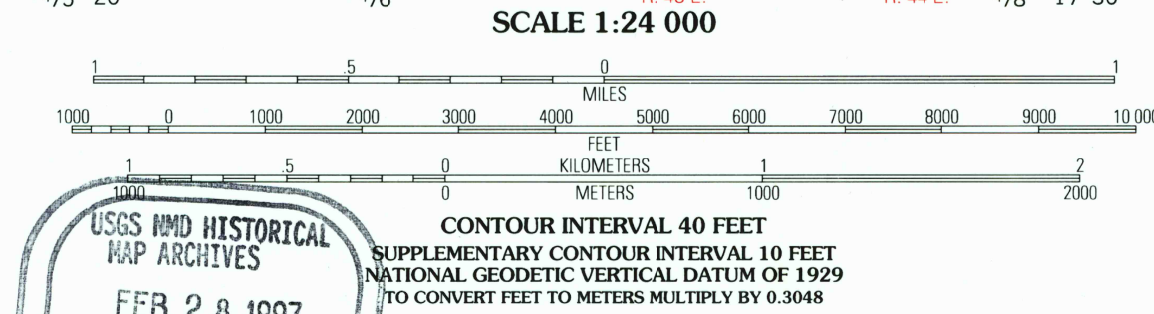 SCALE 1:24 000
1 .5 0 1
MILES
1000 0 1000 2000 3000 4000 5000 6000 7000 8000 9000 10 000
FEET
1 .5 0 KILOMETERS 1 2
1000 0 METERS 1000 2000
CONTOUR INTERVAL 40 FEET
SUPPLEMENTARY CONTOUR INTERVAL 10 FEET
NATIONAL GEODETIC VERTICAL DATUM OF 1929
TO CONVERT FEET TO METERS MULTIPLY BY 0.3048
USGS NMD HISTORICAL
MAP ARCHIVES
FEB 28 1997